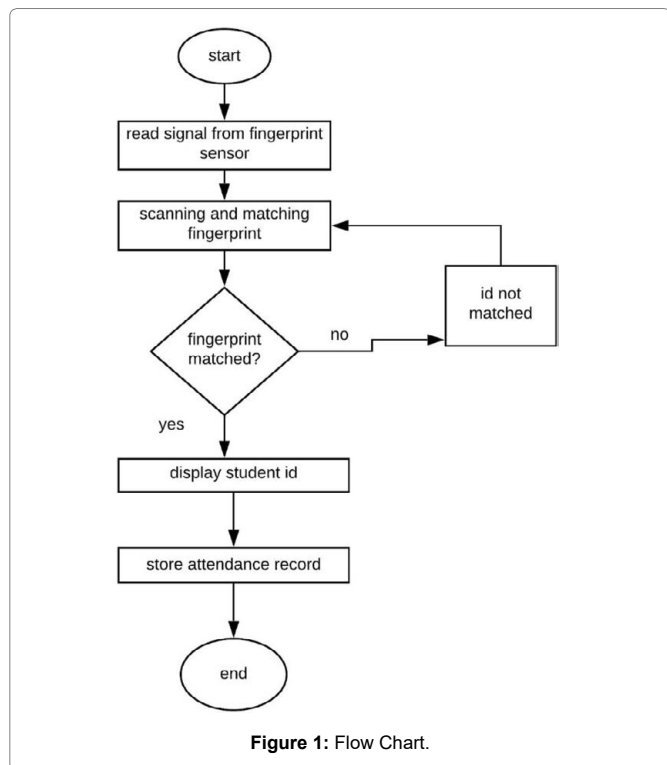 start
read signal from fingerprint
sensor
scanning and matching
fingerprint
id not
matched
fingerprint
matched?
no
yes
display student id
store attendance record
end
Figure 1: Flow Chart.